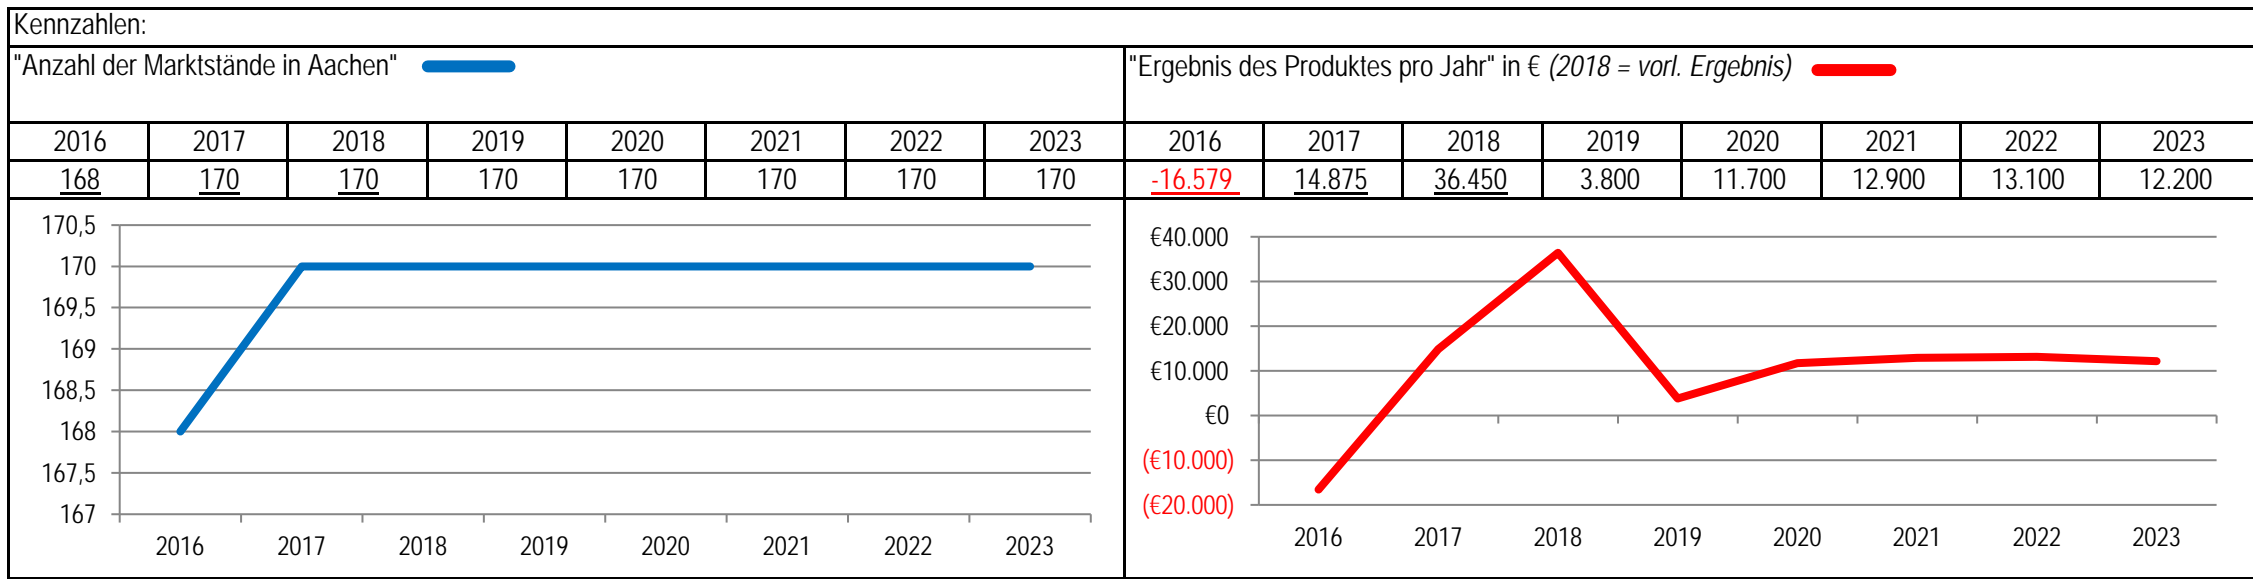 Kennzahlen:
"Anzahl der Marktstände in Aachen"
"Ergebnis des Produktes pro Jahr" in € (2018 = vorl. Ergebnis)
2016 2017 2018 2019 2020 2021 2022 2023 2016 2017 2018 2019 2020 2021 2022 2023
168 170 170 170 170 170 170 170 -16.579 14.875 36.450 3.800 11.700 12.900 13.100 12.200
170,5
170
169,5
169
168,5
168
167,5
167
2016 2017 2018 2019 2020 2021 2022 2023
€40.000
€30.000
€20.000
€10.000
€0
(€10.000)
(€20.000)
2016 2017 2018 2019 2020 2021 2022 2023